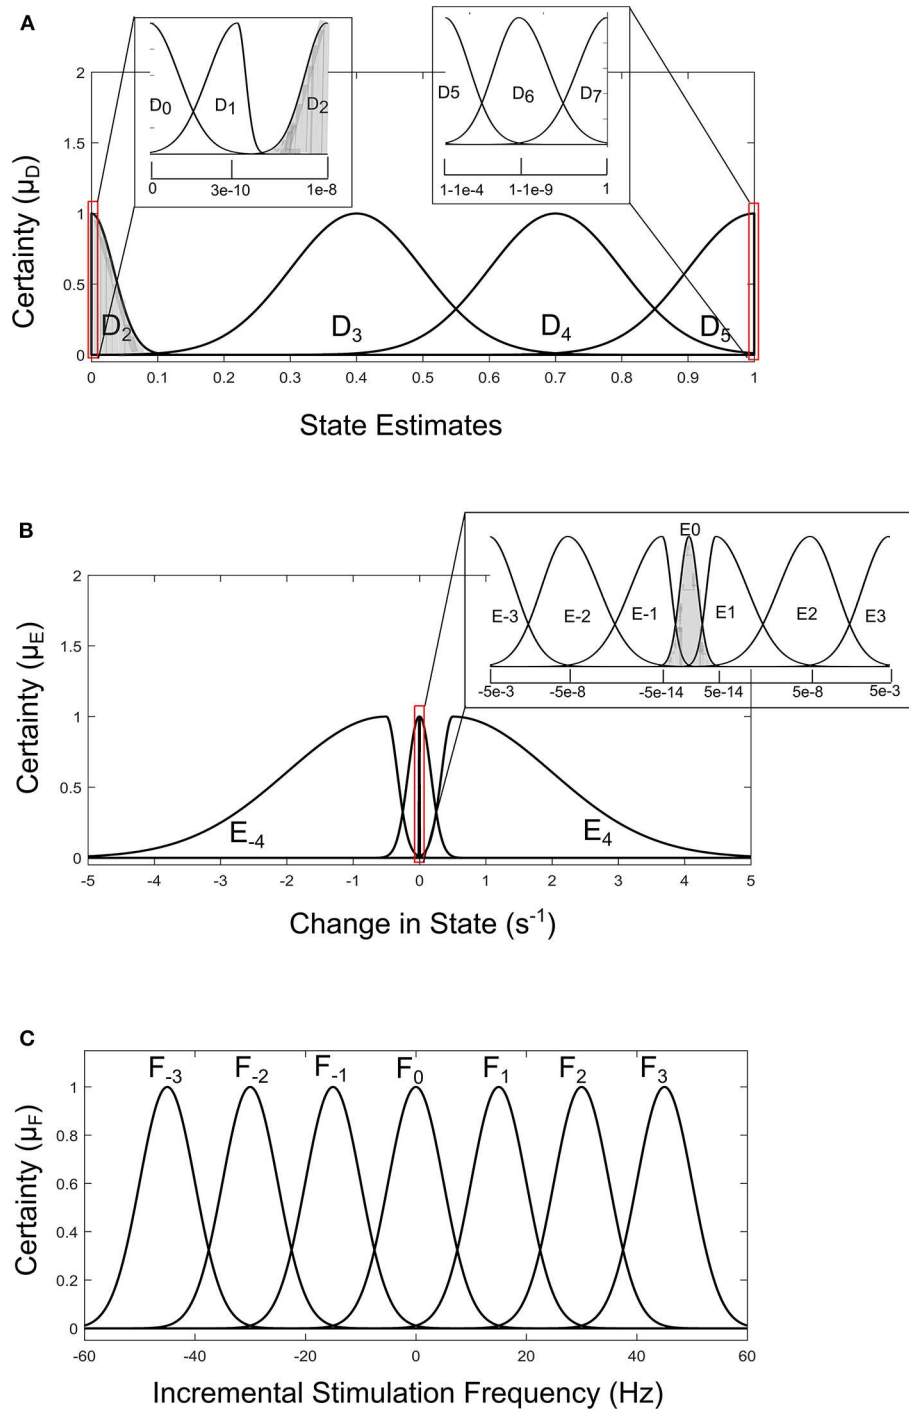 A
D0 D1 D2
0 3e-10 1e-8
D5 D6 D7
1-1e-4 1-1e-9 1
Certainty (μD)
2
1.5
1
0.5
0
D2 D3 D4 D5
0 0.1 0.2 0.3 0.4 0.5 0.6 0.7 0.8 0.9 1
State Estimates
B
E0
E-3 E-2 E-1 E1 E2 E3
-5e-3 -5e-8 -5e-14 5e-14 5e-8 5e-3
Certainty (μE)
2
1.5
1
0.5
0
E-4 E4
-5 -4 -3 -2 -1 0 1 2 3 4 5
Change in State (s-1)
C
F-3 F-2 F-1 F0 F1 F2 F3
Certainty (μF)
1
0.8
0.6
0.4
0.2
0
-60 -40 -20 0 20 40 60
Incremental Stimulation Frequency (Hz)